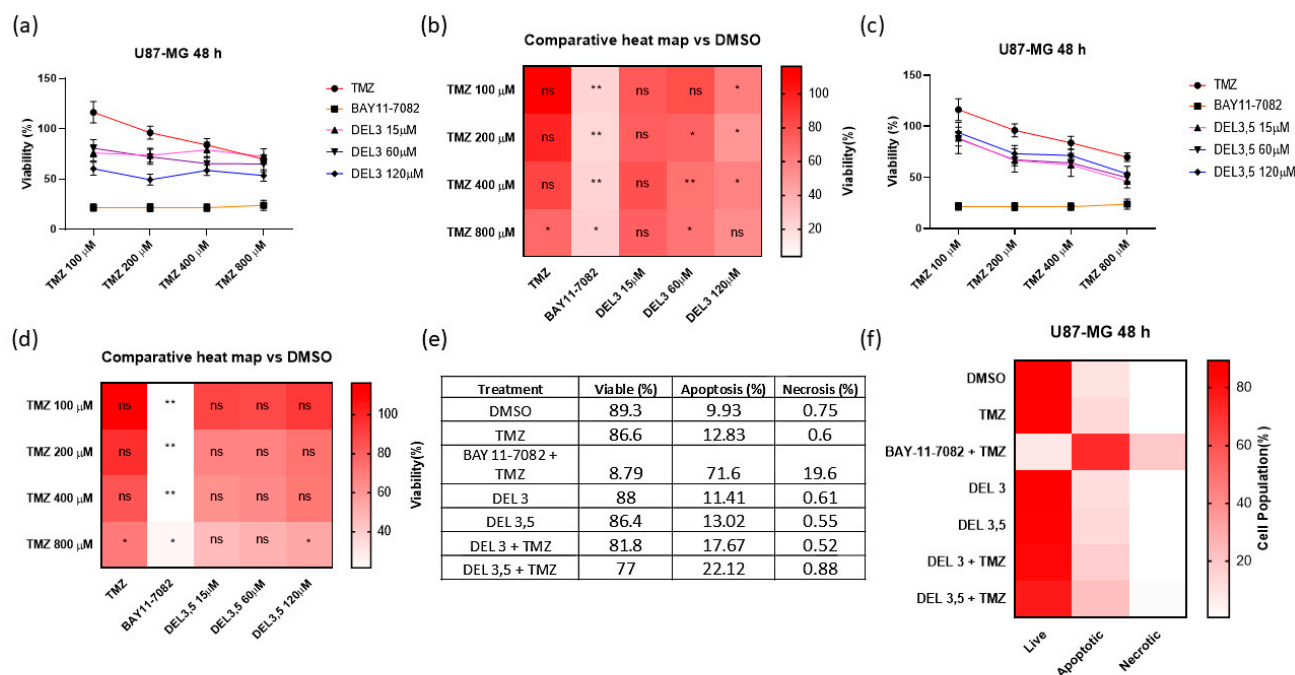 (a)
U87-MG 48 h
Viability (%)
150
100
50
0
TMZ 100 μM
TMZ 200 μM
TMZ 400 μM
TMZ 800 μM
TMZ
BAY11-7082
DEL3 15μM
DEL3 60μM
DEL3 120μM
(b)
Comparative heat map vs DMSO
TMZ 100 μM ns ** ns ns *
TMZ 200 μM ns ** ns * *
TMZ 400 μM ns ** ns ** *
TMZ 800 μM * * ns * ns
TMZ
BAY11-7082
DEL3 15μM
DEL3 60μM
DEL3 120μM
100
80
60
40
20
Viability(%)
(c)
U87-MG 48 h
Viability (%)
150
100
50
0
TMZ 100 μM
TMZ 200 μM
TMZ 400 μM
TMZ 800 μM
TMZ
BAY11-7082
DEL3,5 15μM
DEL3,5 60μM
DEL3,5 120μM
(d)
Comparative heat map vs DMSO
TMZ 100 μM ns ** ns ns ns
TMZ 200 μM ns ** ns ns ns
TMZ 400 μM ns ** ns ns ns
TMZ 800 μM * * ns ns *
TMZ
BAY11-7082
DEL3,5 15μM
DEL3,5 60μM
DEL3,5 120μM
100
80
60
40
Viability(%)
(e)
Treatment Viable (%) Apoptosis (%) Necrosis (%)
DMSO 89.3 9.93 0.75
TMZ 86.6 12.83 0.6
BAY 11-7082 +
TMZ 8.79 71.6 19.6
DEL 3 88 11.41 0.61
DEL 3,5 86.4 13.02 0.55
DEL 3 + TMZ 81.8 17.67 0.52
DEL 3,5 + TMZ 77 22.12 0.88
(f)
U87-MG 48 h
DMSO
TMZ
BAY-11-7082 + TMZ
DEL 3
DEL 3,5
DEL 3 + TMZ
DEL 3,5 + TMZ
Live
Apoptotic
Necrotic
80
60
40
20
Cell Population(%)